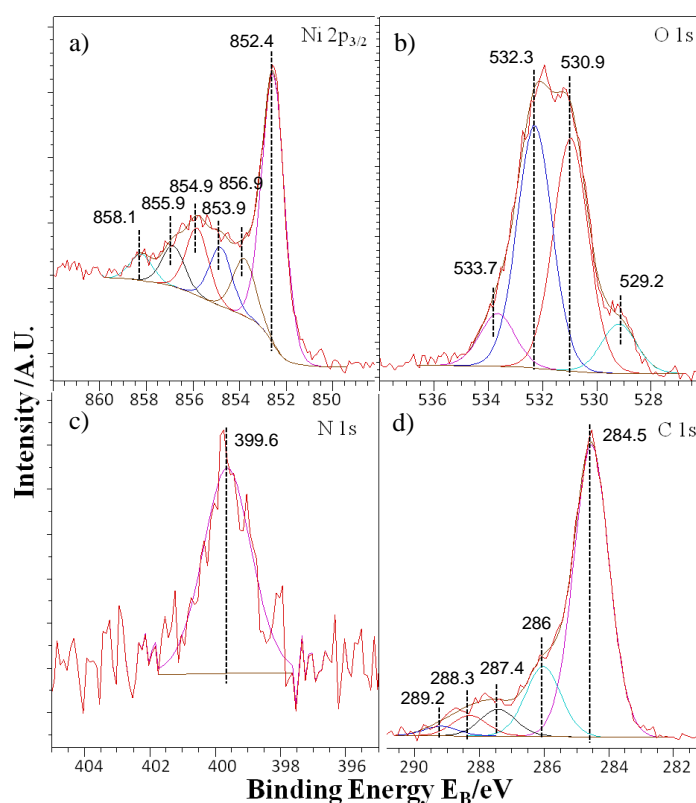 a)
Ni 2p3/2
852.4
856.9
854.9
853.9
855.9
858.1
860 858 856 854 852 850
b)
O 1s
532.3
530.9
533.7
529.2
536 534 532 530 528
c)
N 1s
399.6
404 402 400 398 396
d)
C 1s
284.5
286
287.4
288.3
289.2
290 288 286 284 282
Intensity /A.U.
Binding Energy EB/eV